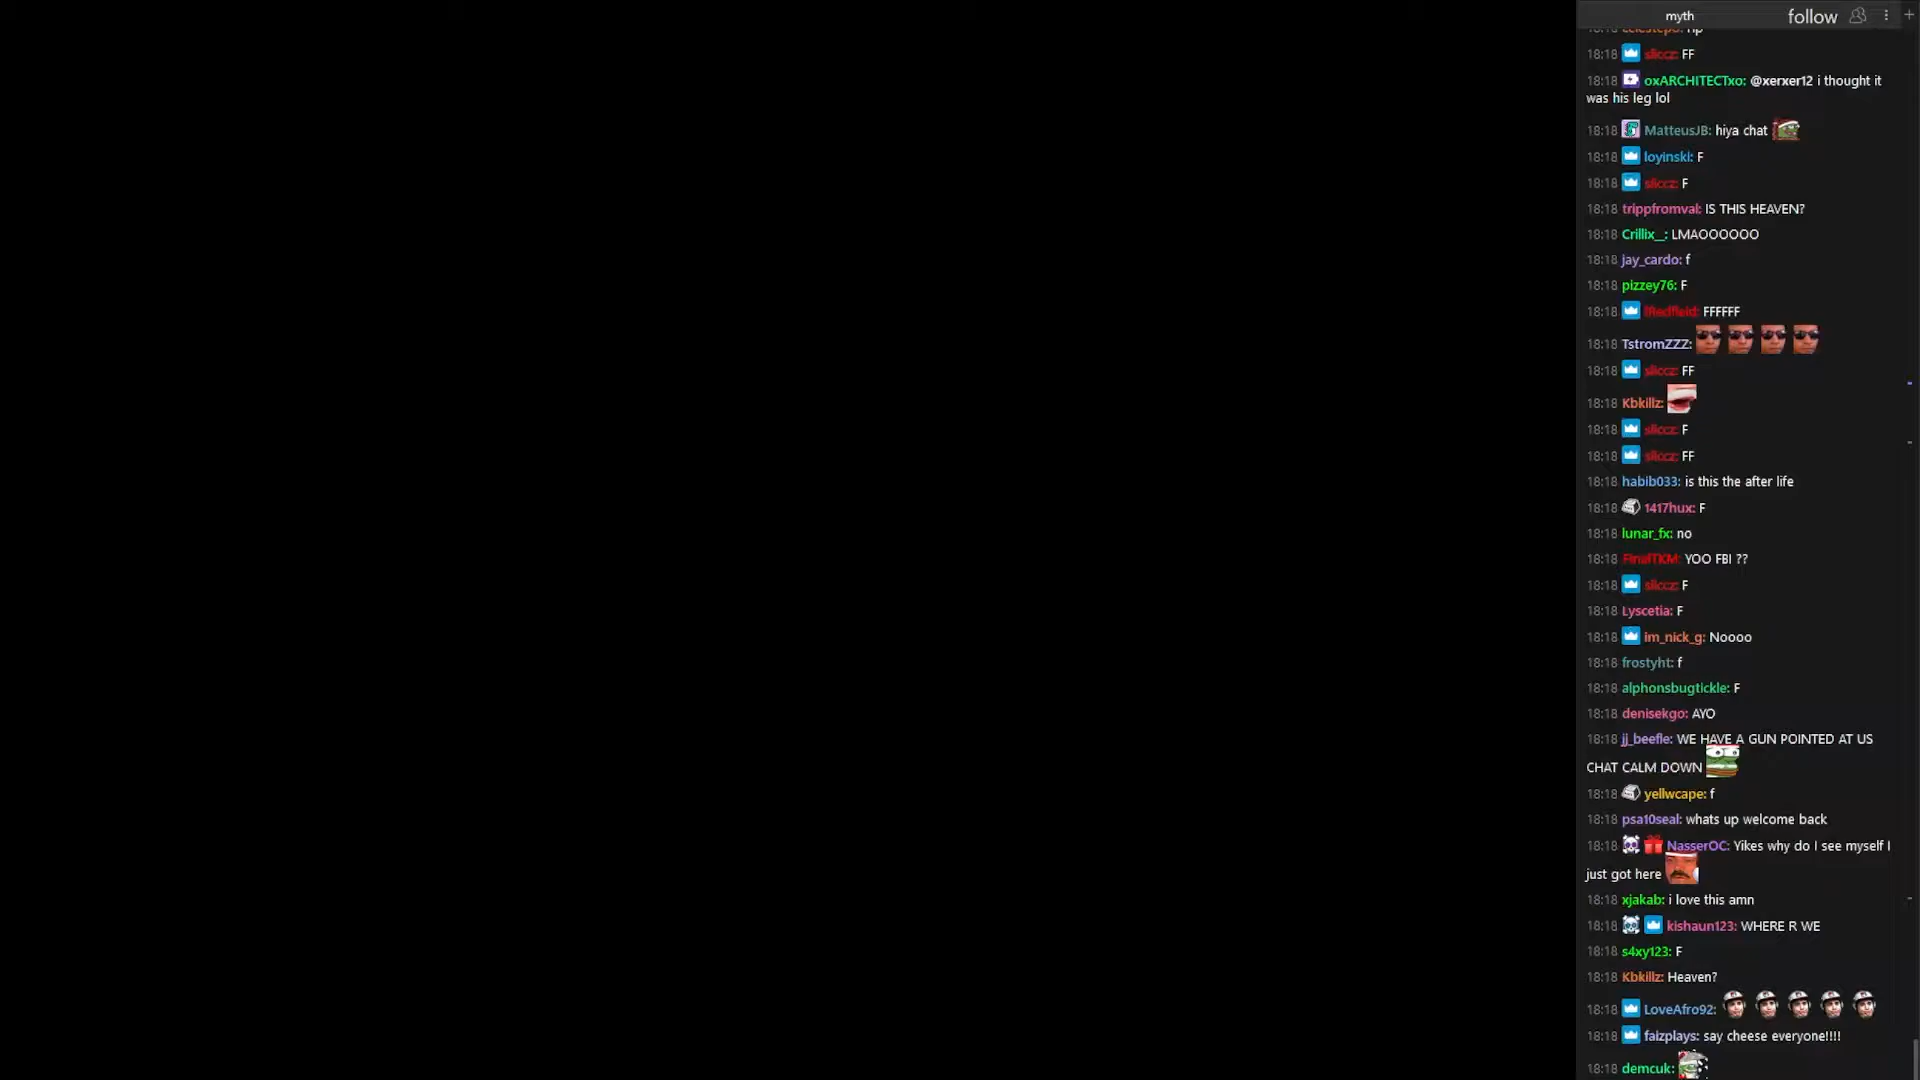 myth
follow
18:18 sliccz: FF
18:18 oxARCHITECTxo: @xerxer12 i thought it
was his leg lol
18:18 MatteusJB: hiya chat
18:18 loyinski: F
18:18 sliccz: F
18:18 trippfromval: IS THIS HEAVEN?
18:18 Crillix__: LMAOOOOOO
18:18 jay_cardo: f
18:18 pizzey76: F
18:18 FFFFFF
18:18 TstromZZZ:
18:18 sliccz: FF
18:18 Kbkillz:
18:18 sliccz: F
18:18 sliccz: FF
18:18 habib033: is this the after life
18:18 1417hux: F
18:18 lunar_fx: no
18:18 FinalTKM: YOO FBI ??
18:18 sliccz: F
18:18 Lyscetia: F
18:18 im_nick_g: Noooo
18:18 frostyht: f
18:18 alphonsbugtickle: F
18:18 denisekgo: AYO
18:18 jj_beefle: WE HAVE A GUN POINTED AT US
CHAT CALM DOWN
18:18 yellwcape: f
18:18 psa10seal: whats up welcome back
18:18 NasserOC: Yikes why do I see myself I
just got here
18:18 xjakab: i love this amn
18:18 kishaun123: WHERE R WE
18:18 s4xy123: F
18:18 Kbkillz: Heaven?
18:18 LoveAfro92:
18:18 faizplays: say cheese everyone!!!!
18:18 demcuk: